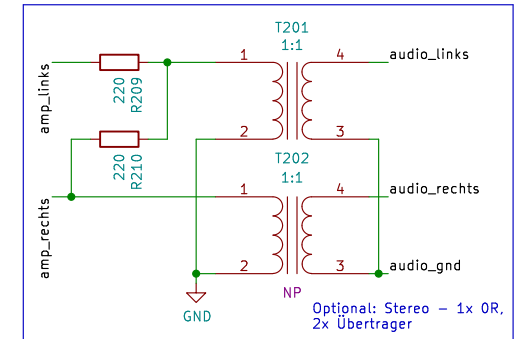 T201
1:1
1
4
audio_links
amp_links
220
R209
2
3
220
R210
T202
1:1
1
4
audio_rechts
amp_rechts
2
3
audio_gnd
GND
NP
Optional: Stereo – 1x 0R,
2x Übertrager